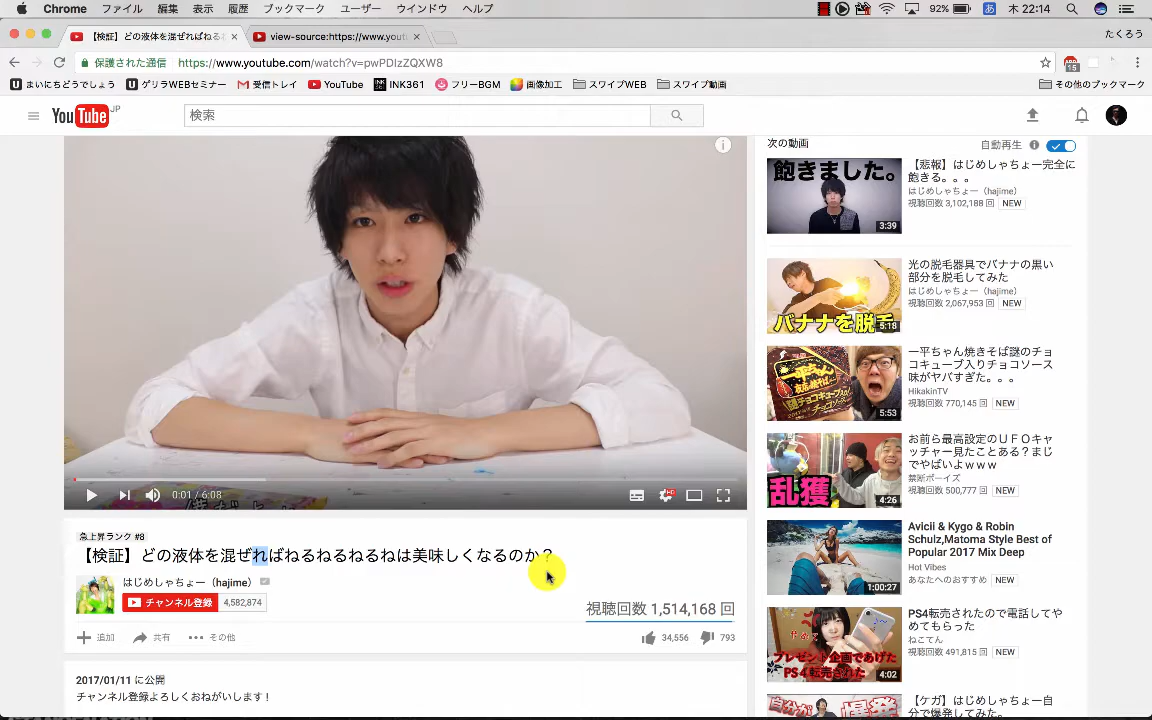 Chrome ファイル 編集 表示 履歴 ブックマーク ユーザー ウインドウ ヘルプ
92% あ 木 22:14
【検証】どの液体を混ぜればねる
view-source:https://www.yout
たくろう
保護された通信 https://www.youtube.com/watch?v=pwPDIzZQXW8
15
まいにちどうでしょう ゲリラWEBセミナー 受信トレイ YouTube INK361 フリーBGM 画像加工 スワイプWEB スワイプ動画 その他のブックマーク
YouTube JP
検索
0:01 / 6:08
急上昇ランク #8
【検証】どの液体を混ぜればねるねるねるねは美味しくなるのか？
はじめしゃちょー（hajime）
チャンネル登録 4,582,874
視聴回数 1,514,168 回
追加 共有 その他
34,556 793
2017/01/11 に公開
チャンネル登録よろしくおねがいします！
次の動画
自動再生
飽きました。
3:39
【悲報】はじめしゃちょー完全に
飽きる。。。
はじめしゃちょー（hajime）
視聴回数 3,102,188 回 NEW
バナナを脱毛
5:18
光の脱毛器具でバナナの黒い
部分を脱毛してみた
はじめしゃちょー（hajime）
視聴回数 2,067,953 回 NEW
5:53
一平ちゃん焼きそば謎のチョ
コキューブ入りチョコソース
味がヤバすぎた。。。
HikakinTV
視聴回数 770,145 回 NEW
乱獲
4:26
お前ら最高設定のＵＦＯキャ
ッチャー見たことある？まじ
でやばいよｗｗｗ
禁断ボーイズ
視聴回数 500,777 回 NEW
1:00:27
Avicii & Kygo & Robin
Schulz,Matoma Style Best of
Popular 2017 Mix Deep
Hot Vibes
あなたへのおすすめ NEW
プレゼント企画であげた
PS4転売された
4:02
PS4転売されたので電話してや
めてもらった
ねこてん
視聴回数 491,815 回 NEW
【ケガ】はじめしゃちょー自
分で爆発してみた。